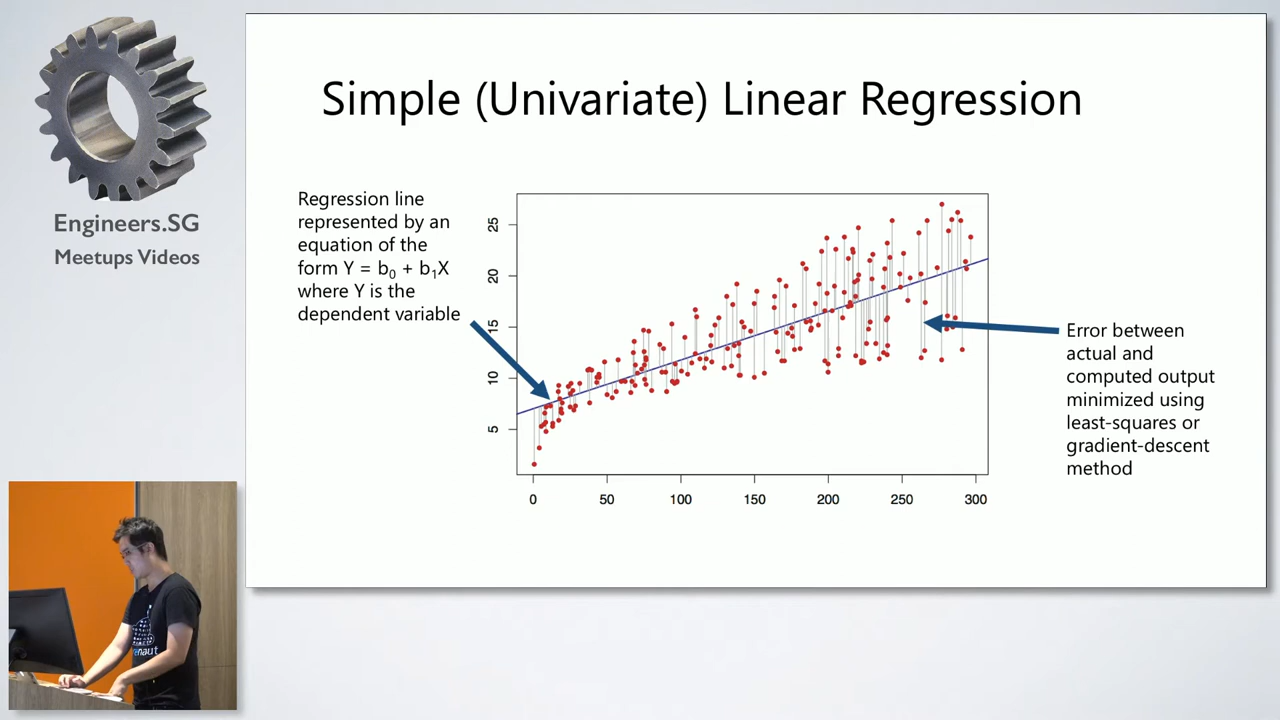 Engineers.SG
Meetups Videos
Simple (Univariate) Linear Regression
Regression line
represented by an
equation of the
form Y = b₀ + b₁X
where Y is the
dependent variable
25
20
15
10
5
0 50 100 150 200 250 300
Error between
actual and
computed output
minimized using
least-squares or
gradient-descent
method